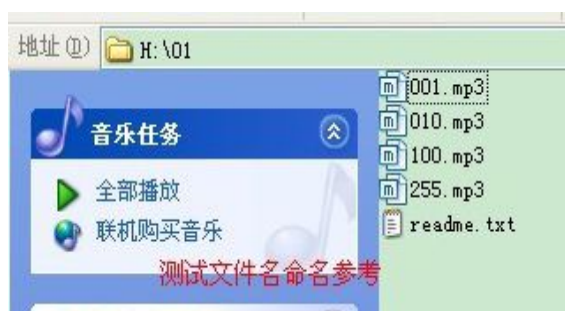 地址(D) H:\01
音乐任务
全部播放
联机购买音乐
001.mp3
010.mp3
100.mp3
255.mp3
readme.txt
测试文件名命名参考